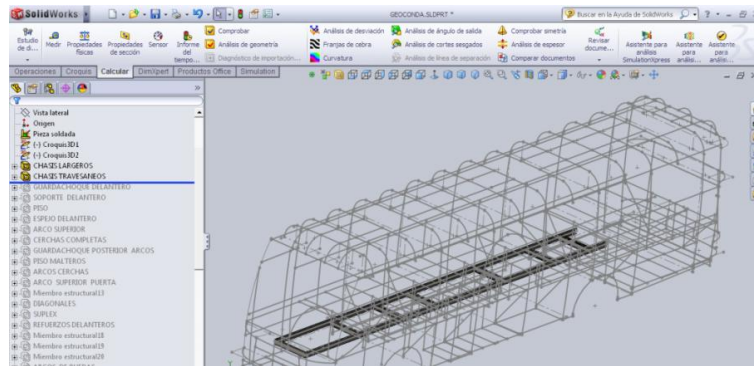 SolidWorks
GEOCONDA.SLDPRT *
Buscar en la Ayuda de SolidWorks
Estudio de di...
Medir
Propiedades físicas
Propiedades de sección
Sensor
Informe del tiempo...
Comprobar
Análisis de geometría
Diagnóstico de importación...
Análisis de desviación
Franjas de cebra
Curvatura
Análisis de ángulo de salida
Análisis de cortes sesgados
Análisis de línea de separación
Comprobar simetría
Análisis de espesor
Comparar documentos
Revisar docume...
Asistente para análisis SimulationXpress
Asistente para análisi...
Asistente para análisi...
Operaciones Croquis Calcular DimXpert Productos Office Simulation
Vista lateral
Origen
Pieza soldada
(-) Croquis3D1
(-) Croquis3D2
CHASIS LARGEROS
CHASIS TRAVESANEOS
GUARDACHOQUE DELANTERO
SOPORTE DELANTERO
PISO
ESPEJO DELANTERO
ARCO SUPERIOR
CERCHAS COMPLETAS
GUARDACHOQUE POSTERIOR ARCOS
PISO MALTEROS
ARCOS CERCHAS
ARCO SUPERIOR PUERTA
Miembro estructural13
DIAGONALES
SUPLEX
REFUERZOS DELANTEROS
Miembro estructural18
Miembro estructural19
Miembro estructural20